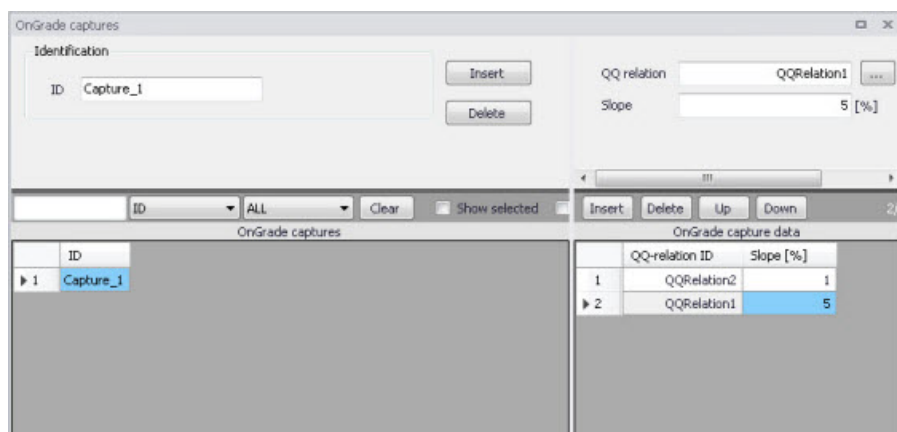 OnGrade captures
Identification
ID Capture_1
Insert
Delete
QQ relation QQRelation1 ...
Slope 5 [%]
ID ALL Clear Show selected
Insert Delete Up Down 2/
OnGrade captures
ID
1 Capture_1
OnGrade capture data
QQ-relation ID Slope [%]
1 QQRelation2 1
2 QQRelation1 5